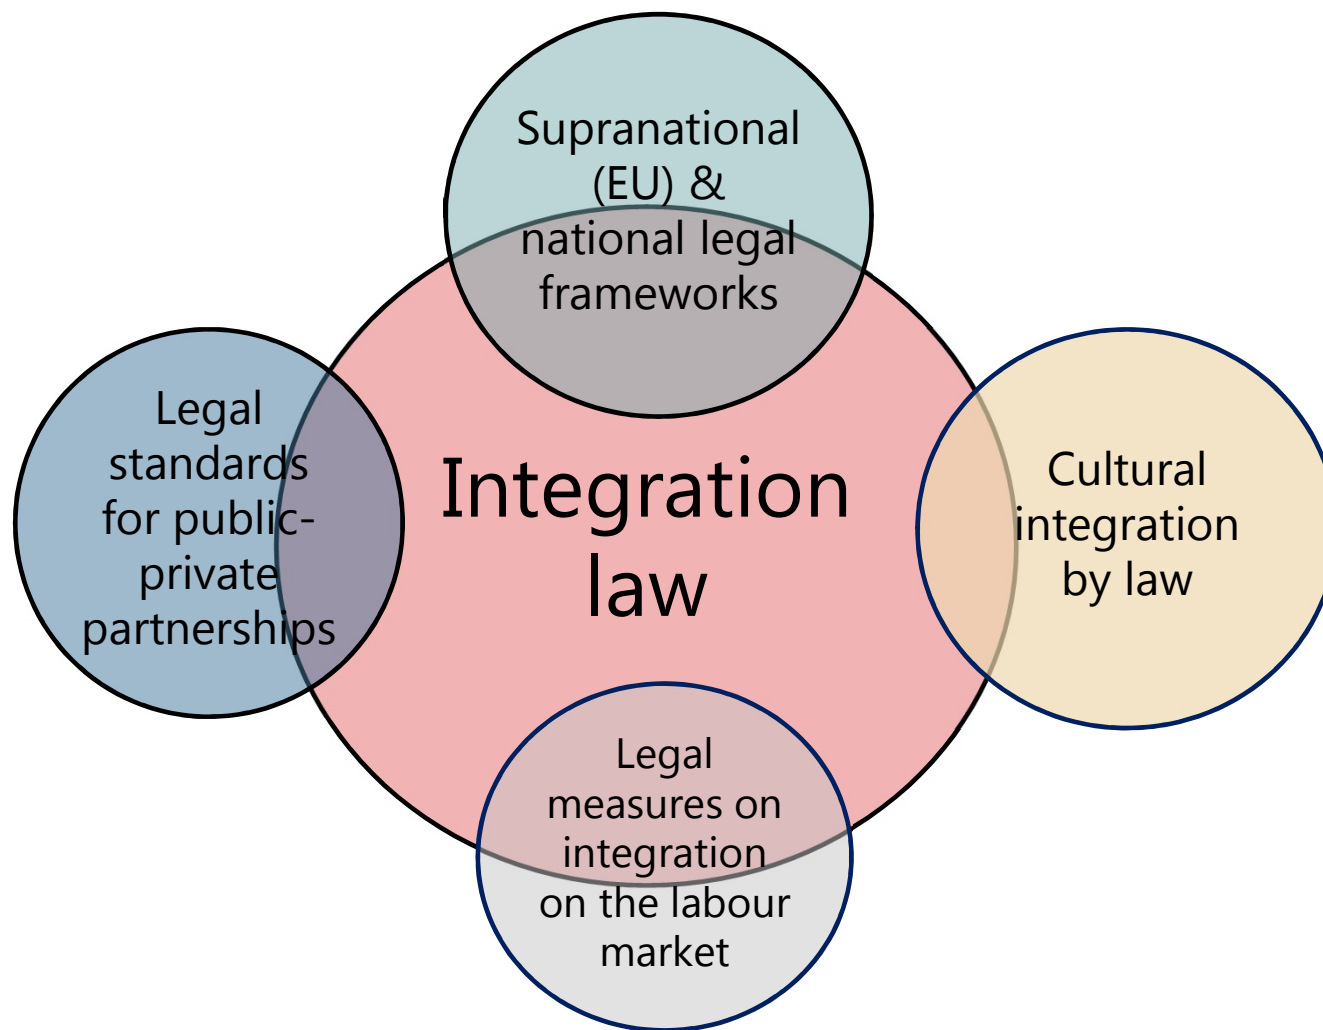 Supranational
(EU) &
national legal
frameworks
Legal
standards
for public-
private
partnerships
Integration
law
Cultural
integration
by law
Legal
measures on
integration
on the labour
market